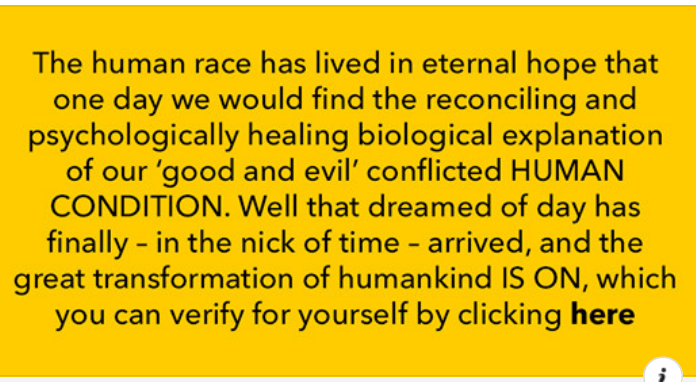 The human race has lived in eternal hope that
one day we would find the reconciling and
psychologically healing biological explanation
of our ‘good and evil’ conflicted HUMAN
CONDITION. Well that dreamed of day has
finally – in the nick of time – arrived, and the
great transformation of humankind IS ON, which
you can verify for yourself by clicking here
i